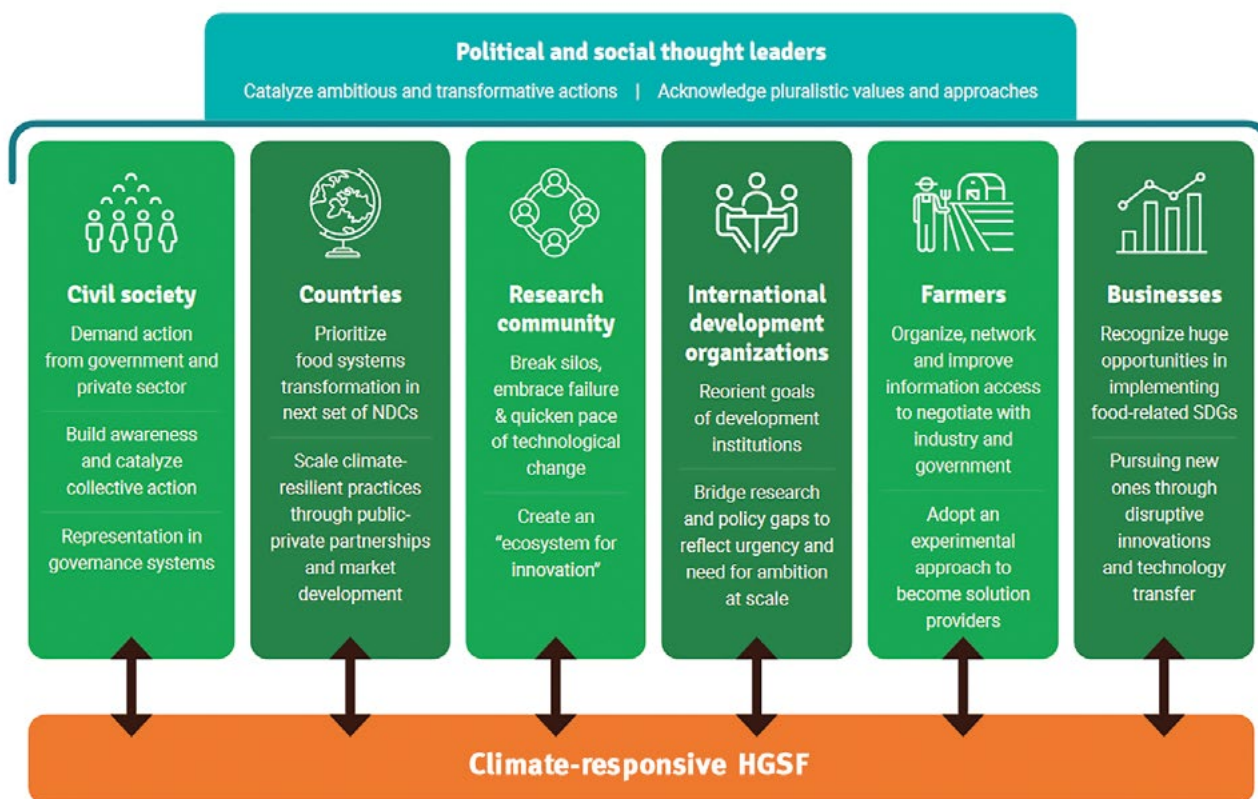 Political and social thought leaders
Catalyze ambitious and transformative actions | Acknowledge pluralistic values and approaches
Civil society
Demand action
from government and
private sector
Build awareness
and catalyze
collective action
Representation in
governance systems
Countries
Prioritize
food systems
transformation in
next set of NDCs
Scale climate-
resilient practices
through public-
private partnerships
and market
development
Research
community
Break silos,
embrace failure
& quicken pace
of technological
change
Create an
“ecosystem for
innovation”
International
development
organizations
Reorient goals
of development
institutions
Bridge research
and policy gaps to
reflect urgency and
need for ambition
at scale
Farmers
Organize, network
and improve
information access
to negotiate with
industry and
government
Adopt an
experimental
approach to
become solution
providers
Businesses
Recognize huge
opportunities in
implementing
food-related SDGs
Pursuing new
ones through
disruptive
innovations
and technology
transfer
Climate-responsive HGSF